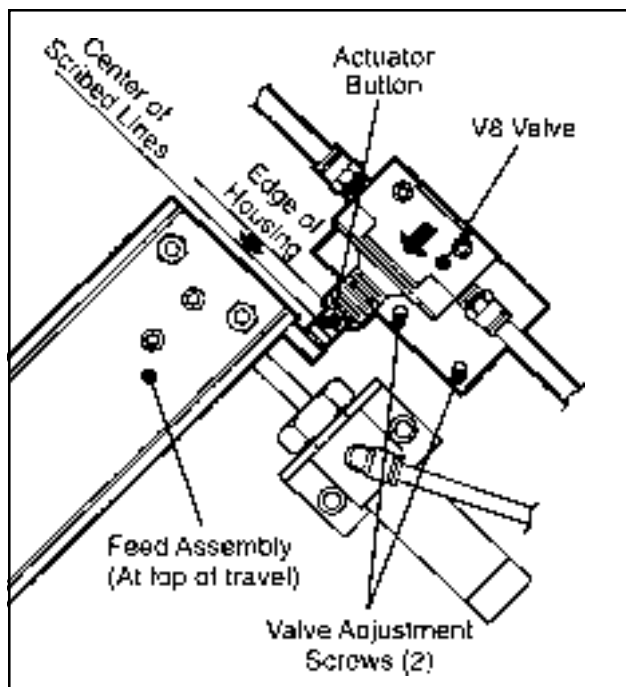 Center of
Scribed Lines
Edge of
Housing
Actuator
Button
V8 Valve
Feed Assembly
(At top of travel)
Valve Adjustment
Screws (2)